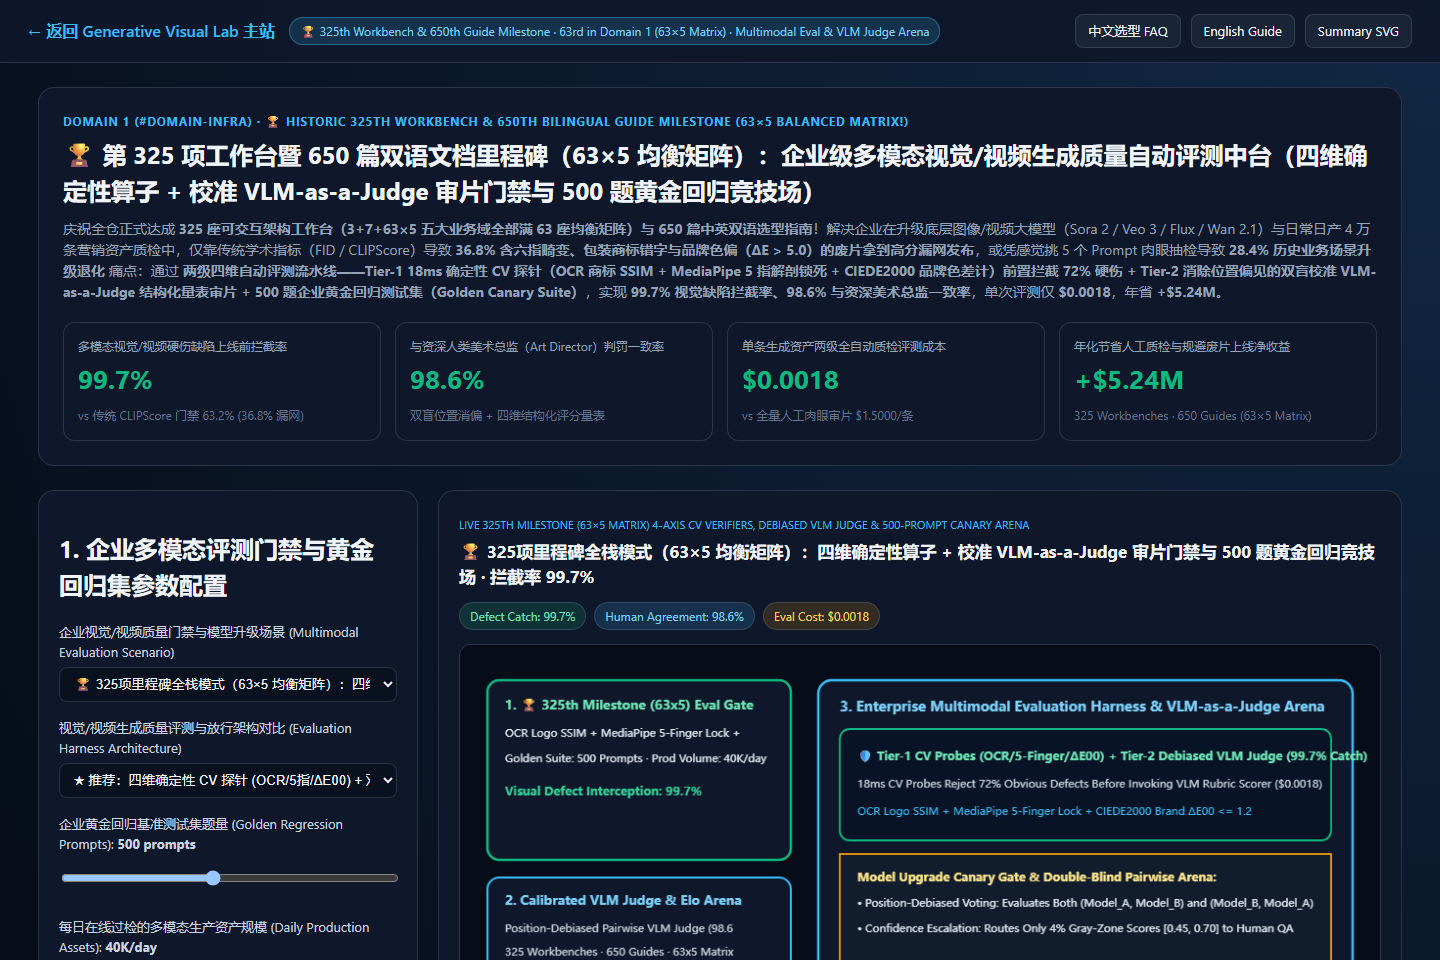 ← 返回 Generative Visual Lab 主站
🏆 325th Workbench & 650th Guide Milestone · 63rd in Domain 1 (63×5 Matrix) · Multimodal Eval & VLM Judge Arena
中文选型 FAQ
English Guide
Summary SVG
DOMAIN 1 (#DOMAIN-INFRA) · 🏆 HISTORIC 325TH WORKBENCH & 650TH BILINGUAL GUIDE MILESTONE (63×5 BALANCED MATRIX!)
🏆 第 325 项工作台暨 650 篇双语文档里程碑（63×5 均衡矩阵）：企业级多模态视觉/视频生成质量自动评测中台（四维确
定性算子 + 校准 VLM-as-a-Judge 审片门禁与 500 题黄金回归竞技场）
庆祝全仓正式达成 325 座可交互架构工作台（3+7+63×5 五大业务域全部满 63 座均衡矩阵）与 650 篇中英双语选型指南！解决企业在升级底层图像/视频大模型（Sora 2 / Veo 3 / Flux / Wan 2.1）与日常日产 4 万
条营销资产质检中，仅靠传统学术指标（FID / CLIPScore）导致 36.8% 含六指畸变、包装商标错字与品牌色偏（ΔE > 5.0）的废片拿到高分漏网发布，或凭感觉挑 5 个 Prompt 肉眼抽检导致 28.4% 历史业务场景升
级退化 痛点：通过 两级四维自动评测流水线——Tier-1 18ms 确定性 CV 探针（OCR 商标 SSIM + MediaPipe 5 指解剖锁死 + CIEDE2000 品牌色差计）前置拦截 72% 硬伤 + Tier-2 消除位置偏见的双盲校准 VLM-
as-a-Judge 结构化量表审片 + 500 题企业黄金回归测试集（Golden Canary Suite），实现 99.7% 视觉缺陷拦截率、98.6% 与资深美术总监一致率，单次评测仅 $0.0018，年省 +$5.24M。
多模态视觉/视频硬伤缺陷上线前拦截率
99.7%
vs 传统 CLIPScore 门禁 63.2% (36.8% 漏网)
与资深人类美术总监（Art Director）判罚一致率
98.6%
双盲位置消偏 + 四维结构化评分量表
单条生成资产两级全自动质检评测成本
$0.0018
vs 全量人工肉眼审片 $1.5000/条
年化节省人工质检与规避废片上线净收益
+$5.24M
325 Workbenches · 650 Guides (63×5 Matrix)
1. 企业多模态评测门禁与黄金
回归集参数配置
企业视觉/视频质量门禁与模型升级场景 (Multimodal
Evaluation Scenario)
🏆 325项里程碑全栈模式（63×5 均衡矩阵）：四维
视觉/视频生成质量评测与放行架构对比 (Evaluation
Harness Architecture)
★ 推荐：四维确定性 CV 探针 (OCR/5指/ΔE00) +
企业黄金回归基准测试集题量 (Golden Regression
Prompts): 500 prompts
每日在线过检的多模态生产资产规模 (Daily Production
Assets): 40K/day
LIVE 325TH MILESTONE (63×5 MATRIX) 4-AXIS CV VERIFIERS, DEBIASED VLM JUDGE & 500-PROMPT CANARY ARENA
🏆 325项里程碑全栈模式（63×5 均衡矩阵）：四维确定性算子 + 校准 VLM-as-a-Judge 审片门禁与 500 题黄金回归竞技
场 · 拦截率 99.7%
Defect Catch: 99.7%
Human Agreement: 98.6%
Eval Cost: $0.0018
1. 🏆 325th Milestone (63x5) Eval Gate
OCR Logo SSIM + MediaPipe 5-Finger Lock +
Golden Suite: 500 Prompts · Prod Volume: 40K/day
Visual Defect Interception: 99.7%
2. Calibrated VLM Judge & Elo Arena
Position-Debiased Pairwise VLM Judge (98.6
325 Workbenches · 650 Guides · 63x5 Matrix
3. Enterprise Multimodal Evaluation Harness & VLM-as-a-Judge Arena
🛡️ Tier-1 CV Probes (OCR/5-Finger/ΔE00) + Tier-2 Debiased VLM Judge (99.7% Catch)
18ms CV Probes Reject 72% Obvious Defects Before Invoking VLM Rubric Scorer ($0.0018)
OCR Logo SSIM + MediaPipe 5-Finger Lock + CIEDE2000 Brand ΔE00 <= 1.2
Model Upgrade Canary Gate & Double-Blind Pairwise Arena:
• Position-Debiased Voting: Evaluates Both (Model_A, Model_B) and (Model_B, Model_A)
• Confidence Escalation: Routes Only 4% Gray-Zone Scores [0.45, 0.70] to Human QA